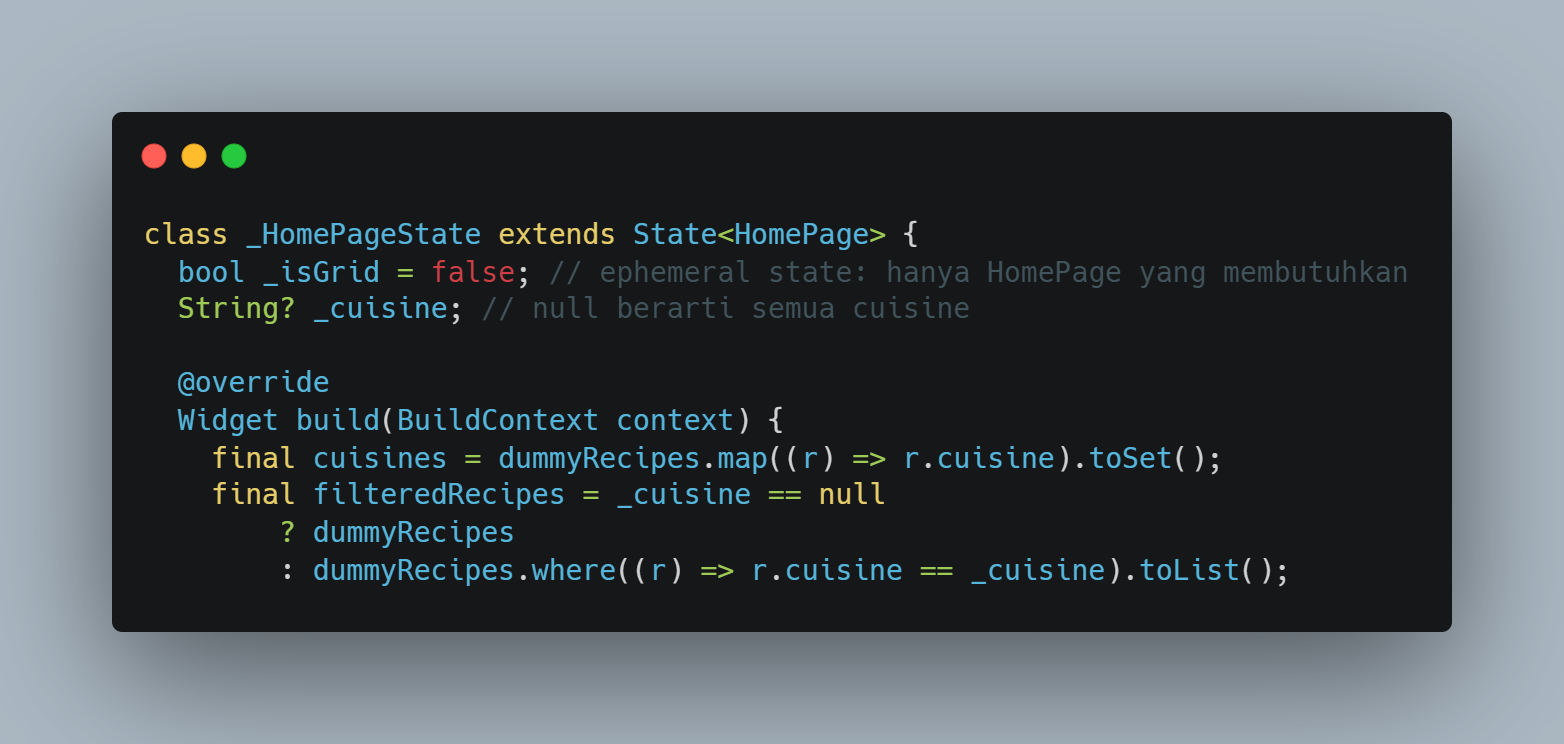 class _HomePageState extends State<HomePage> {
  bool _isGrid = false; // ephemeral state: hanya HomePage yang membutuhkan
  String? _cuisine; // null berarti semua cuisine

  @override
  Widget build(BuildContext context) {
    final cuisines = dummyRecipes.map((r) => r.cuisine).toSet();
    final filteredRecipes = _cuisine == null
        ? dummyRecipes
        : dummyRecipes.where((r) => r.cuisine == _cuisine).toList();